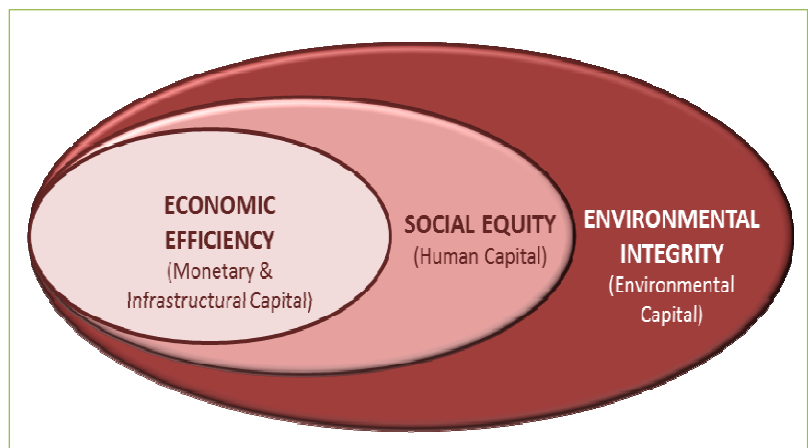 ECONOMIC
EFFICIENCY
(Monetary &
Infrastructural Capital)
SOCIAL EQUITY
(Human Capital)
ENVIRONMENTAL
INTEGRITY
(Environmental
Capital)